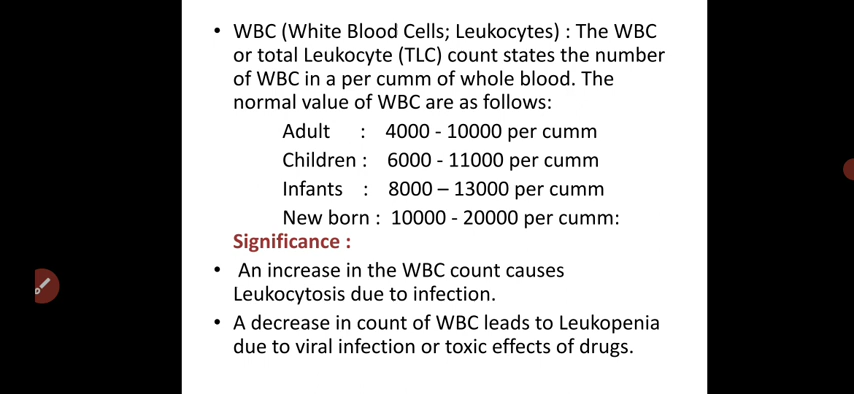 • WBC (White Blood Cells; Leukocytes) : The WBC
or total Leukocyte (TLC) count states the number
of WBC in a per cumm of whole blood. The
normal value of WBC are as follows:
Adult : 4000 - 10000 per cumm
Children : 6000 - 11000 per cumm
Infants : 8000 – 13000 per cumm
New born : 10000 - 20000 per cumm:
Significance :
• An increase in the WBC count causes
Leukocytosis due to infection.
• A decrease in count of WBC leads to Leukopenia
due to viral infection or toxic effects of drugs.